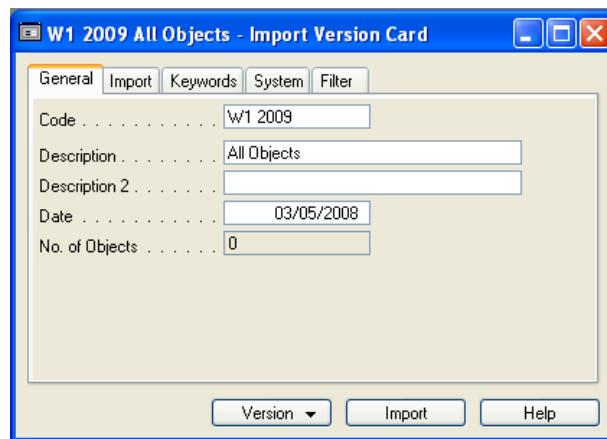 W1 2009 All Objects - Import Version Card
General Import Keywords System Filter
Code . . . . . . . . . . . W1 2009
Description . . . . . . . All Objects
Description 2 . . . . . .
Date . . . . . . . . . . . 03/05/2008
No. of Objects . . . . . 0
Version Import Help